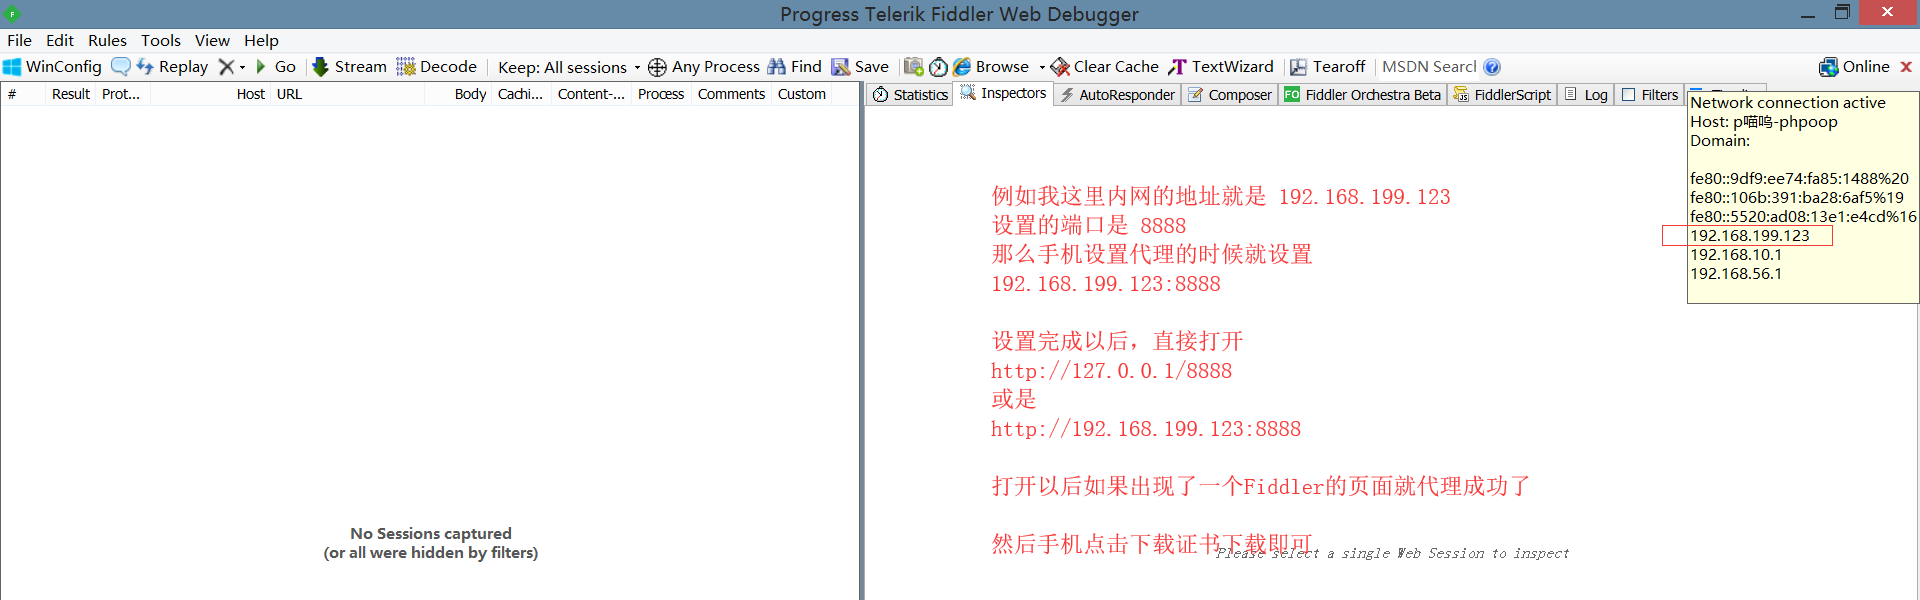 Progress Telerik Fiddler Web Debugger
File Edit Rules Tools View Help
WinConfig Replay Go Stream Decode Keep: All sessions Any Process Find Save Browse Clear Cache TextWizard Tearoff MSDN Searcl Online
# Result Prot... Host URL Body Cachi... Content-... Process Comments Custom
Statistics Inspectors AutoResponder Composer FO Fiddler Orchestra Beta FiddlerScript Log Filters
Network connection active
Host: p喵呜-phpoop
Domain:
fe80::9df9:ee74:fa85:1488%20
fe80::106b:391:ba28:6af5%19
fe80::5520:ad08:13e1:e4cd%16
192.168.199.123
192.168.10.1
192.168.56.1
例如我这里内网的地址就是 192.168.199.123
设置的端口是 8888
那么手机设置代理的时候就设置
192.168.199.123:8888
设置完成以后，直接打开
http://127.0.0.1/8888
或是
http://192.168.199.123:8888
打开以后如果出现了一个Fiddler的页面就代理成功了
然后手机点击下载证书下载即可
Please select a single Web Session to inspect
No Sessions captured
(or all were hidden by filters)